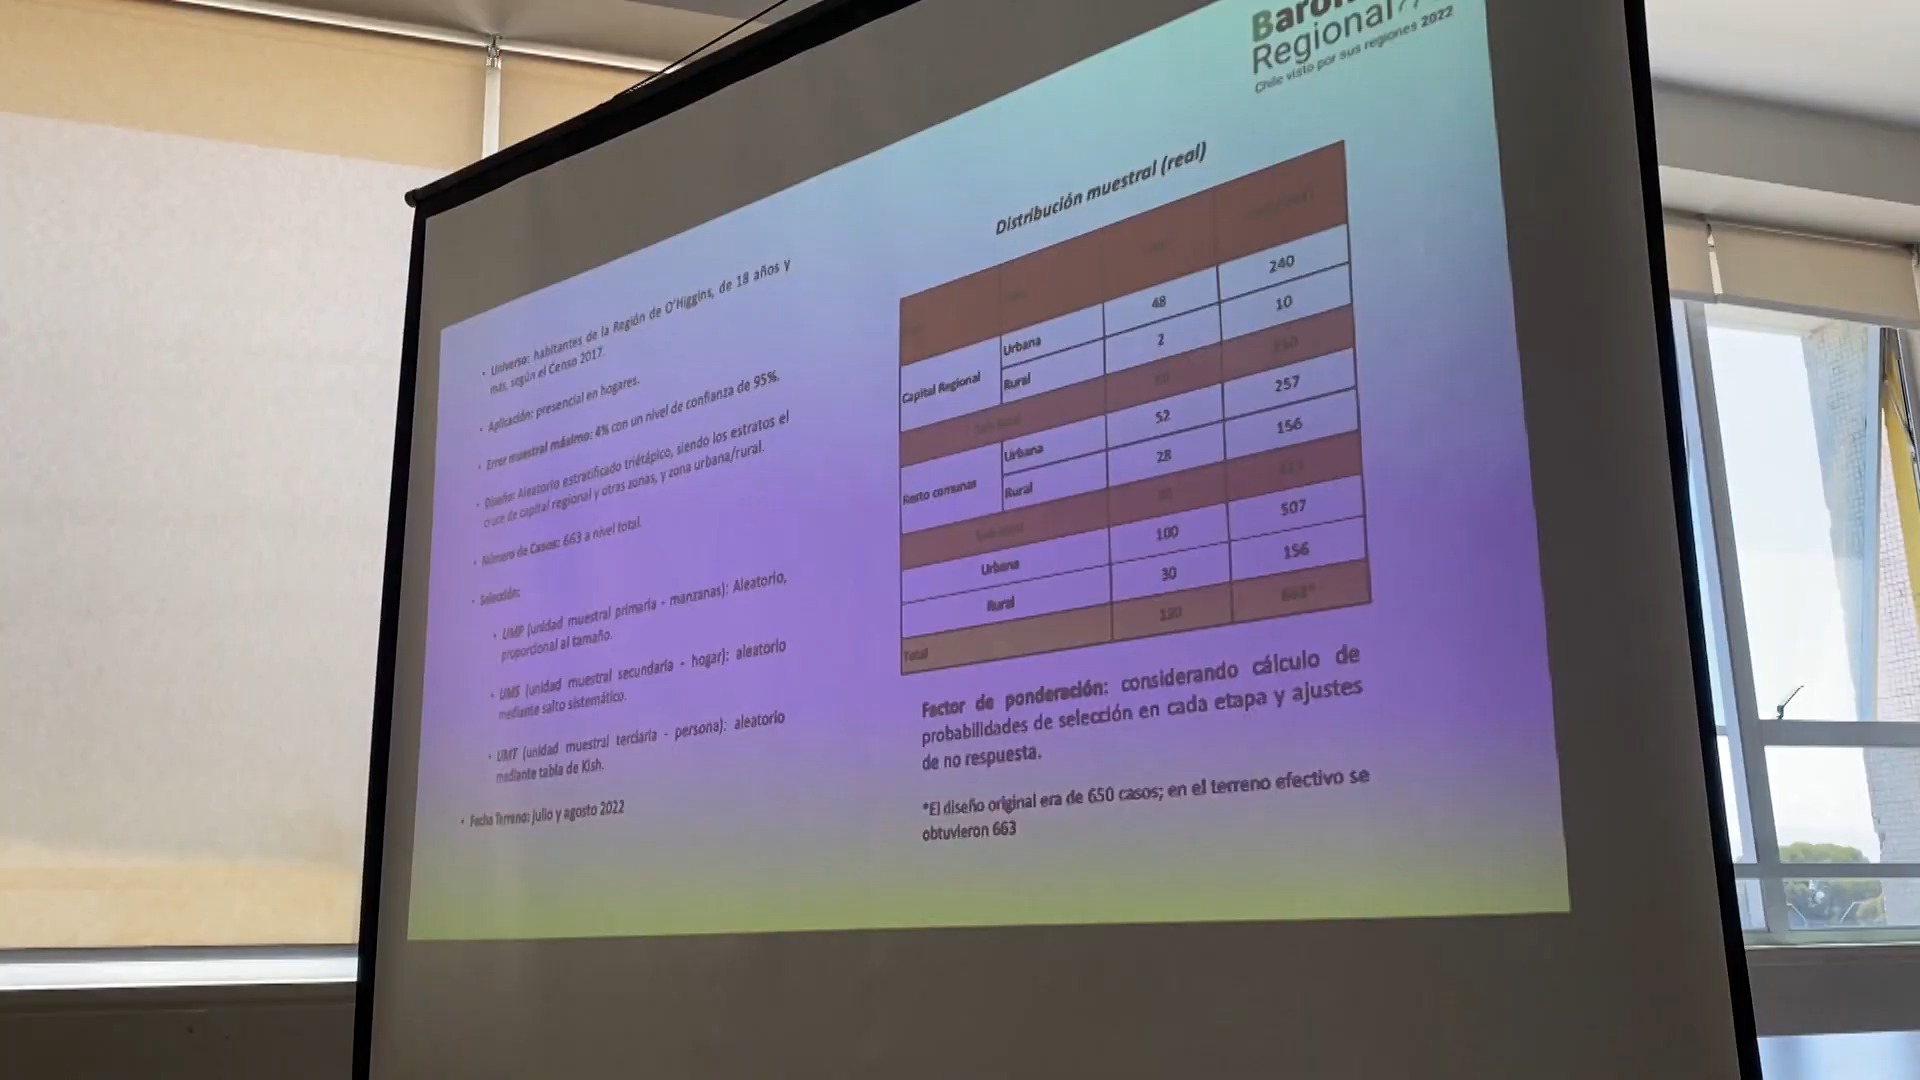 Regional
Chile visto por sus regiones 2022
• Universo: habitantes de la Región de O'Higgins, de 18 años y
más, según el Censo 2017.
• Aplicación: presencial en hogares.
• Error muestral máximo: 4% con un nivel de confianza de 95%.
• Diseño: Aleatorio estratificado trietápico, siendo los estratos el
cruce de capital regional y otras zonas, y zona urbana/rural.
• Número de Casos: 663 a nivel total.
• Selección:
• UMP (unidad muestral primaria - manzanas): Aleatorio,
proporcional al tamaño.
• UMS (unidad muestral secundaria - hogar): aleatorio
mediante salto sistemático.
• UMT (unidad muestral terciaria - persona): aleatorio
mediante tabla de Kish.
• Fecha Terreno: julio y agosto 2022
Distribución muestral (real)
Capital Regional Urbana 48 240
Rural 2 10
Resto comunas Urbana 52 257
Rural 28 156
Urbana 100 507
Rural 30 156
Total 130 663*
Factor de ponderación: considerando cálculo de
probabilidades de selección en cada etapa y ajustes
de no respuesta.
*El diseño original era de 650 casos; en el terreno efectivo se
obtuvieron 663